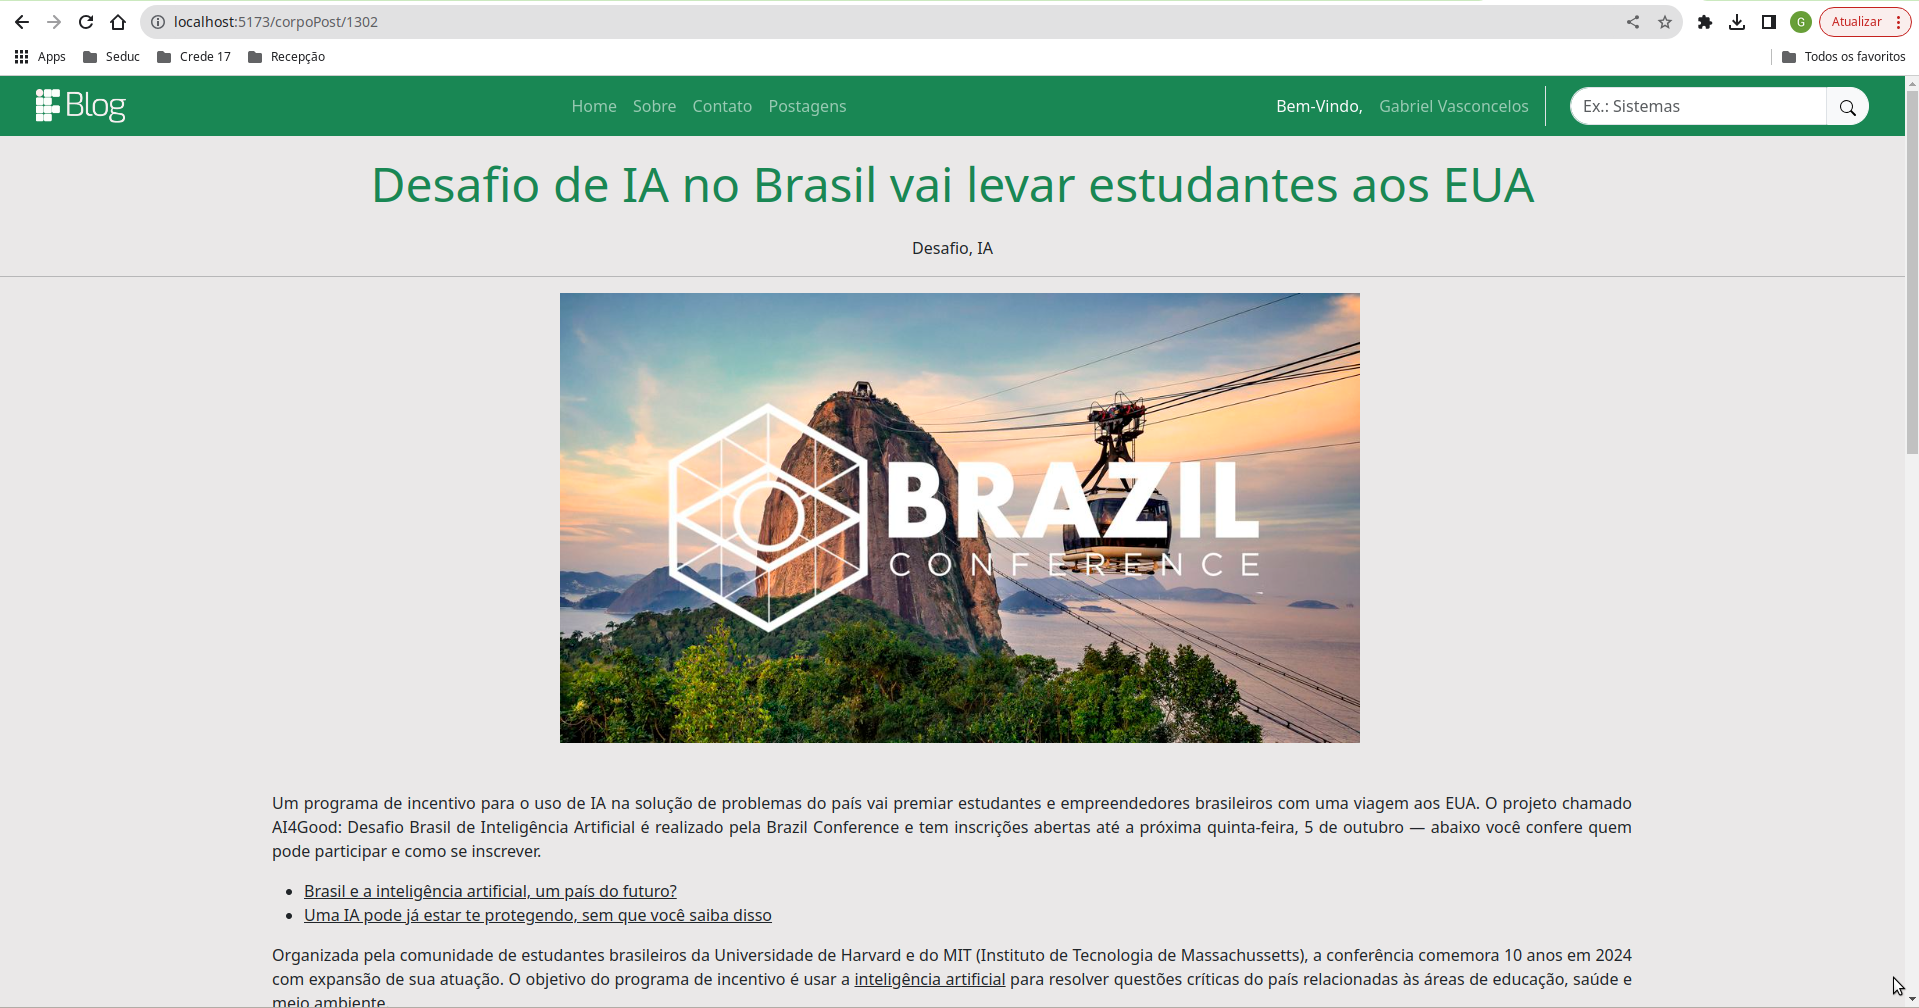 localhost:5173/corpoPost/1302
G
Atualizar
Apps
Seduc
Crede 17
Recepção
Todos os favoritos
Blog
Home
Sobre
Contato
Postagens
Bem-Vindo,
Gabriel Vasconcelos
Ex.: Sistemas
Desafio de IA no Brasil vai levar estudantes aos EUA
Desafio, IA
BRAZIL
CONFERENCE
Um programa de incentivo para o uso de IA na solução de problemas do país vai premiar estudantes e empreendedores brasileiros com uma viagem aos EUA. O projeto chamado
AI4Good: Desafio Brasil de Inteligência Artificial é realizado pela Brazil Conference e tem inscrições abertas até a próxima quinta-feira, 5 de outubro — abaixo você confere quem
pode participar e como se inscrever.
Brasil e a inteligência artificial, um país do futuro?
Uma IA pode já estar te protegendo, sem que você saiba disso
Organizada pela comunidade de estudantes brasileiros da Universidade de Harvard e do MIT (Instituto de Tecnologia de Massachussetts), a conferência comemora 10 anos em 2024
com expansão de sua atuação. O objetivo do programa de incentivo é usar a inteligência artificial para resolver questões críticas do país relacionadas às áreas de educação, saúde e
meio ambiente.